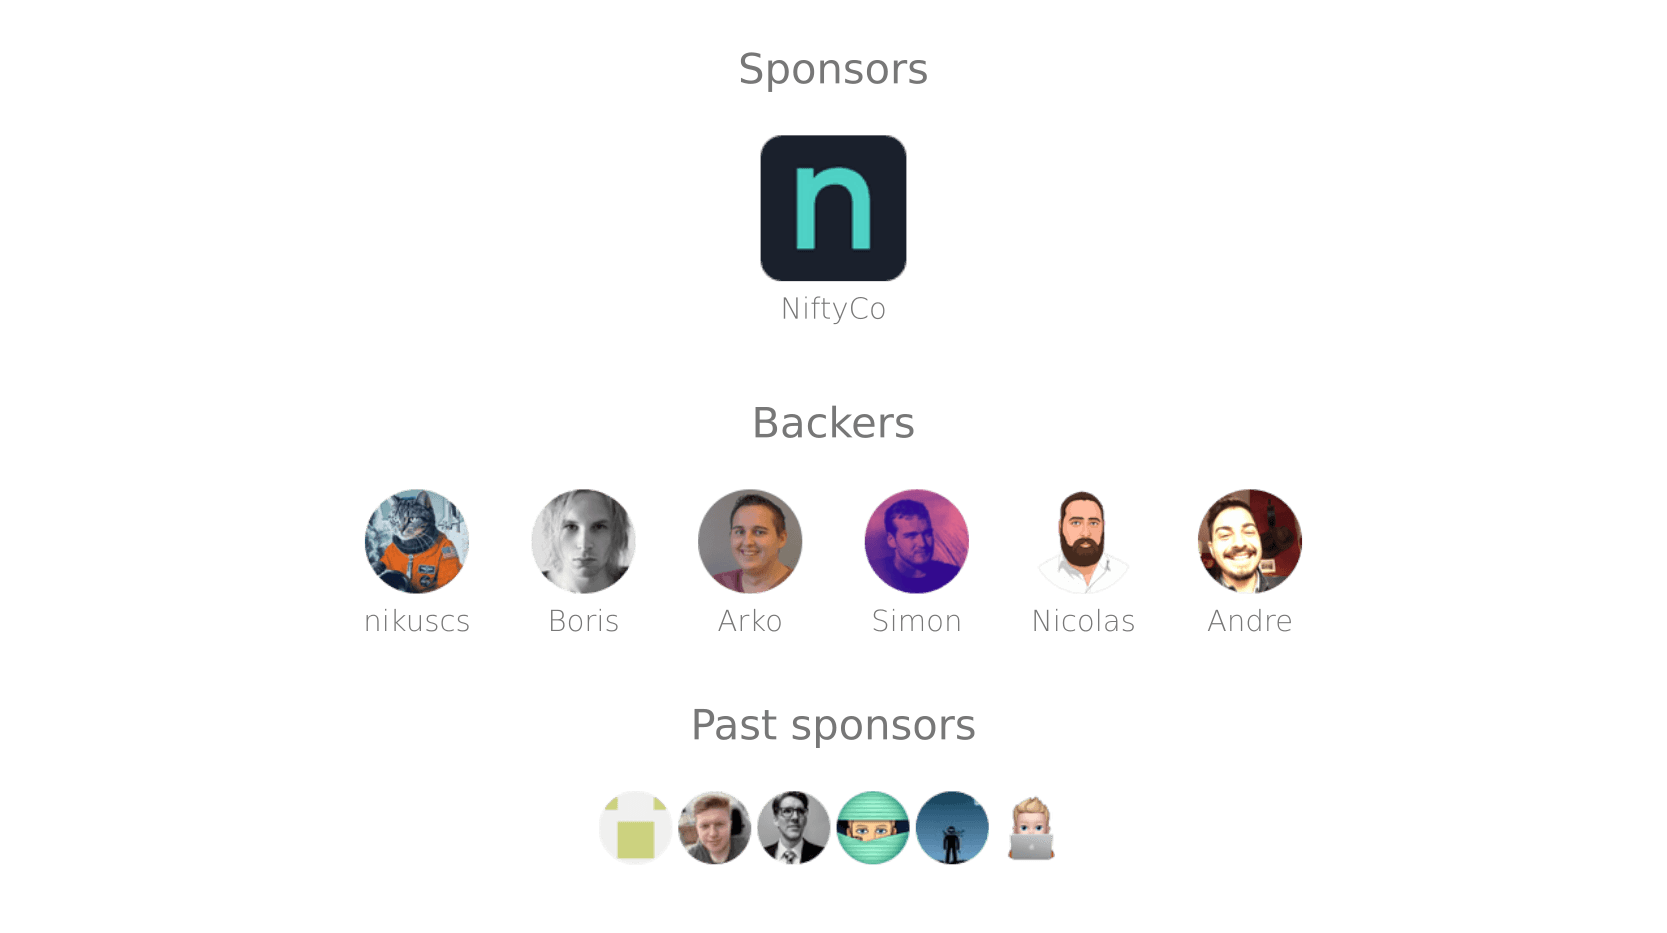 Sponsors
n
NiftyCo
Backers
nikuscs Boris Arko Simon Nicolas Andre
Past sponsors